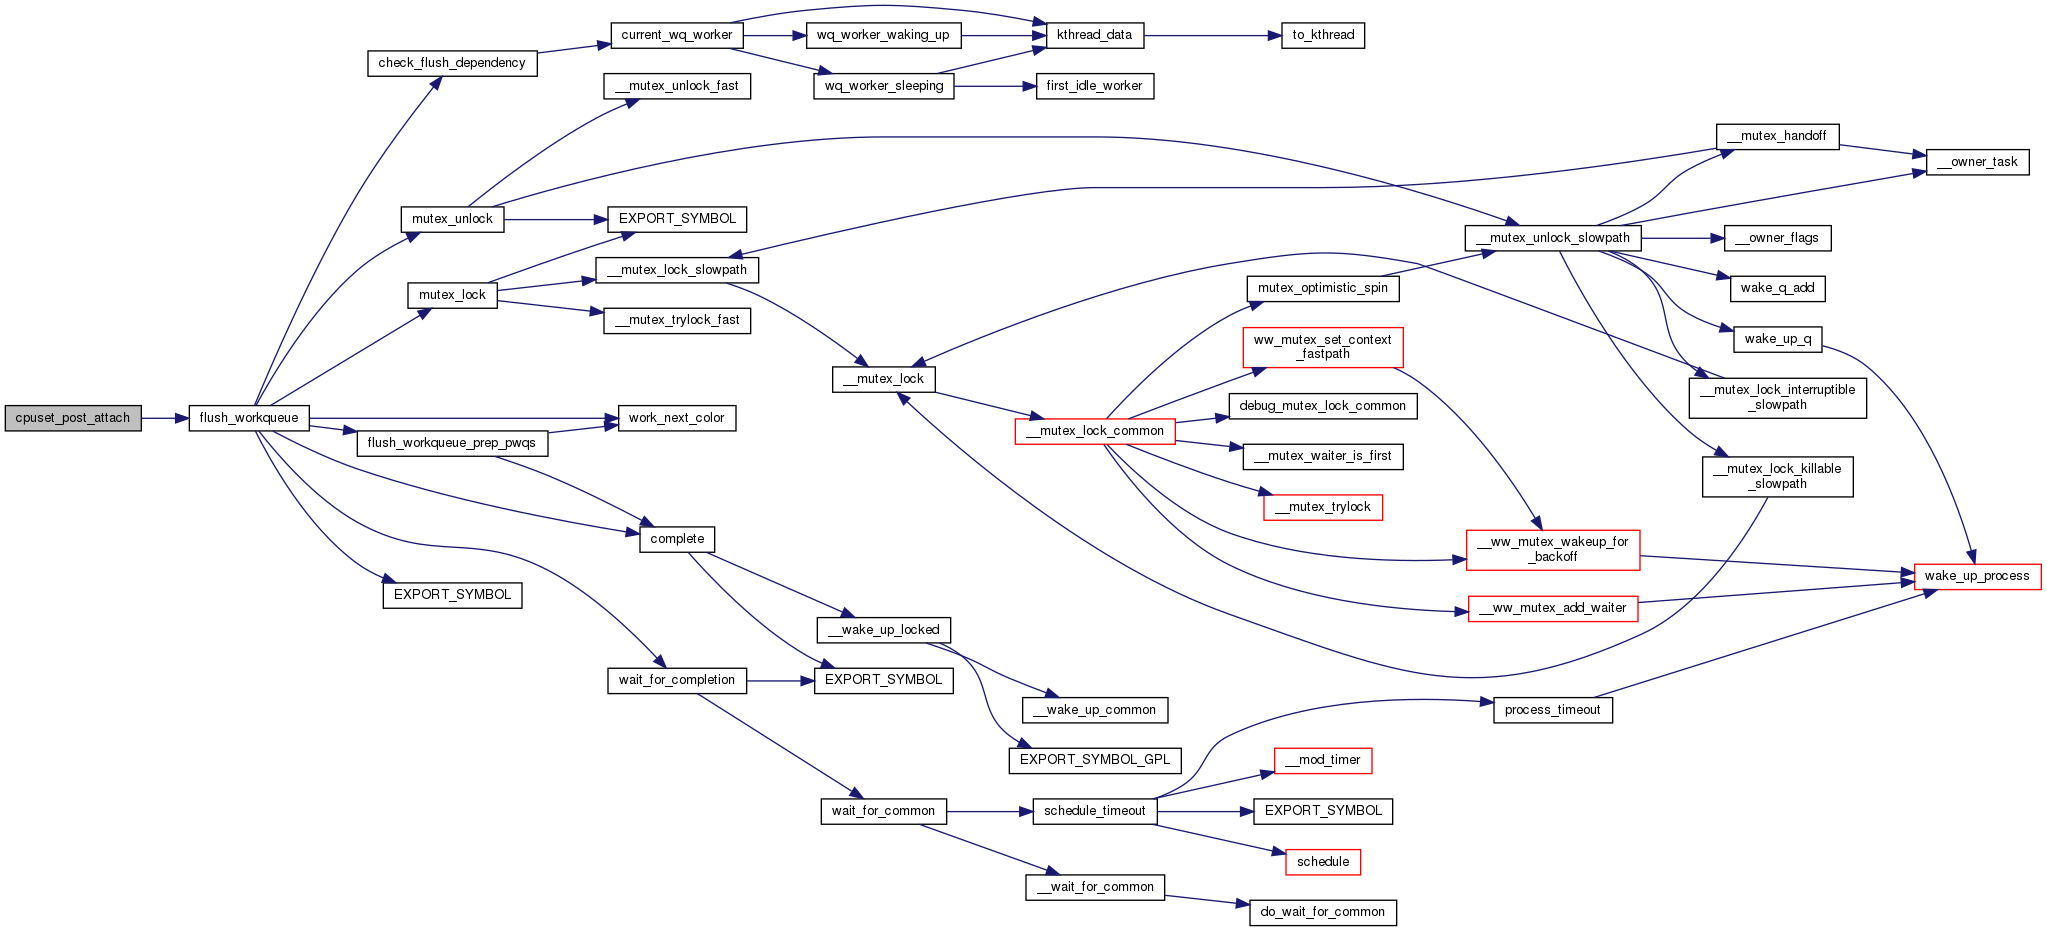 current_wq_worker
wq_worker_waking_up
kthread_data
to_kthread
check_flush_dependency
__mutex_unlock_fast
wq_worker_sleeping
first_idle_worker
__mutex_handoff
__owner_task
mutex_unlock
EXPORT_SYMBOL
__mutex_unlock_slowpath
__owner_flags
__mutex_lock_slowpath
mutex_lock
mutex_optimistic_spin
wake_q_add
__mutex_trylock_fast
ww_mutex_set_context
_fastpath
wake_up_q
__mutex_lock
__mutex_lock_interruptible
_slowpath
cpuset_post_attach
flush_workqueue
work_next_color
debug_mutex_lock_common
flush_workqueue_prep_pwqs
__mutex_lock_common
__mutex_waiter_is_first
__mutex_lock_killable
_slowpath
__mutex_trylock
complete
__ww_mutex_wakeup_for
_backoff
wake_up_process
EXPORT_SYMBOL
__ww_mutex_add_waiter
__wake_up_locked
wait_for_completion
EXPORT_SYMBOL
__wake_up_common
process_timeout
EXPORT_SYMBOL_GPL
__mod_timer
wait_for_common
schedule_timeout
EXPORT_SYMBOL
schedule
__wait_for_common
do_wait_for_common